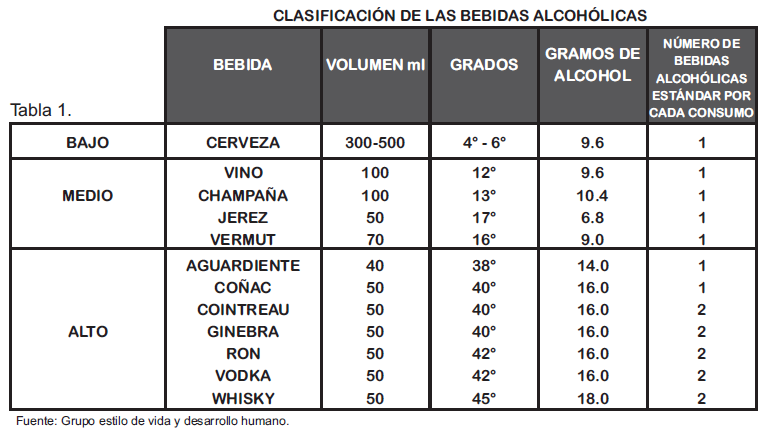 CLASIFICACIÓN DE LAS BEBIDAS ALCOHÓLICAS
Tabla 1.
BEBIDA VOLUMEN ml GRADOS GRAMOS DE ALCOHOL NÚMERO DE BEBIDAS ALCOHÓLICAS ESTÁNDAR POR CADA CONSUMO
BAJO CERVEZA 300-500 4° - 6° 9.6 1
VINO 100 12° 9.6 1
MEDIO CHAMPAÑA 100 13° 10.4 1
JEREZ 50 17° 6.8 1
VERMUT 70 16° 9.0 1
AGUARDIENTE 40 38° 14.0 1
COÑAC 50 40° 16.0 1
COINTREAU 50 40° 16.0 2
ALTO GINEBRA 50 40° 16.0 2
RON 50 42° 16.0 2
VODKA 50 42° 16.0 2
WHISKY 50 45° 18.0 2
Fuente: Grupo estilo de vida y desarrollo humano.